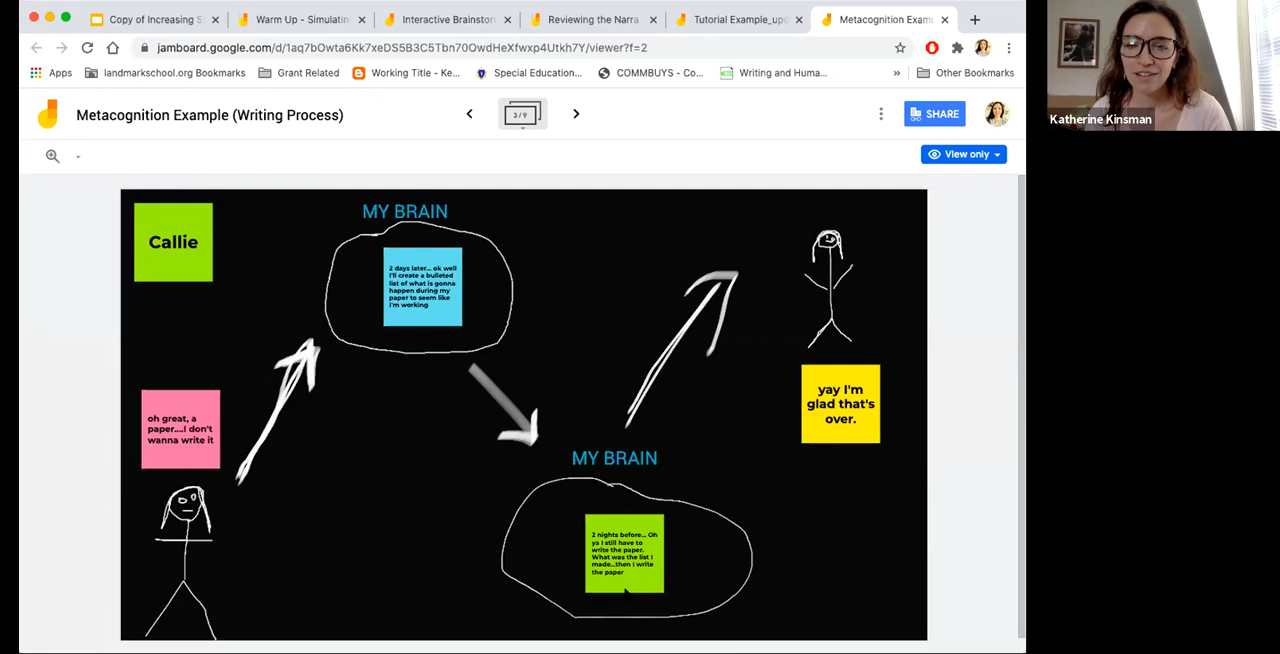 Copy of Increasing S
Warm Up - Simulatin
Interactive Brainstor
Reviewing the Narra
Tutorial Example_up
Metacognition Exam
jamboard.google.com/d/1aq7bOwta6Kk7xeDS5B3C5Tbn70OwdHeXfwxp4Utkh7Y/viewer?f=2
Apps
landmarkschool.org Bookmarks
Grant Related
Working Title - Ke...
Special Education...
COMMBUYS - Co...
Writing and Huma...
»
Other Bookmarks
Metacognition Example (Writing Process)
3 / 9
SHARE
View only
Katherine Kinsman
Callie
MY BRAIN
2 days later... ok well
I'll create a bulleted
list of what is gonna
happen during my
paper to seem like
I'm working
oh great, a
paper....I don't
wanna write it
yay I'm
glad that's
over.
MY BRAIN
2 nights before... Oh
ya I still have to
write the paper.
What was the list I
made...then I write
the paper